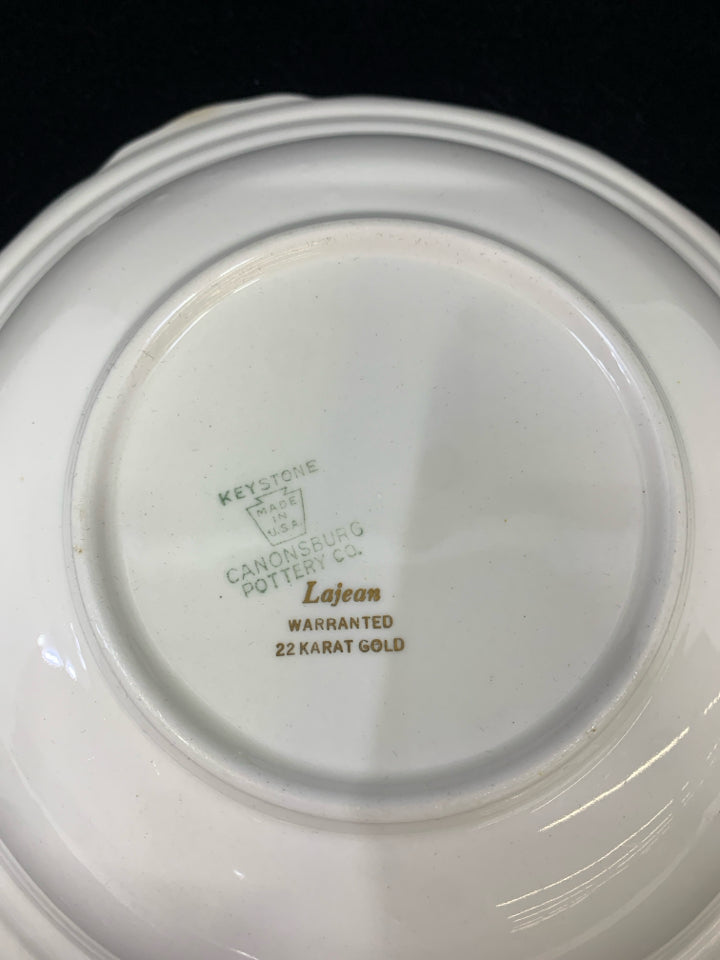 KEYSTONE
MADE
IN
U.S.A.
CANONSBURG
POTTERY CO.
Lajean
WARRANTED
22 KARAT GOLD